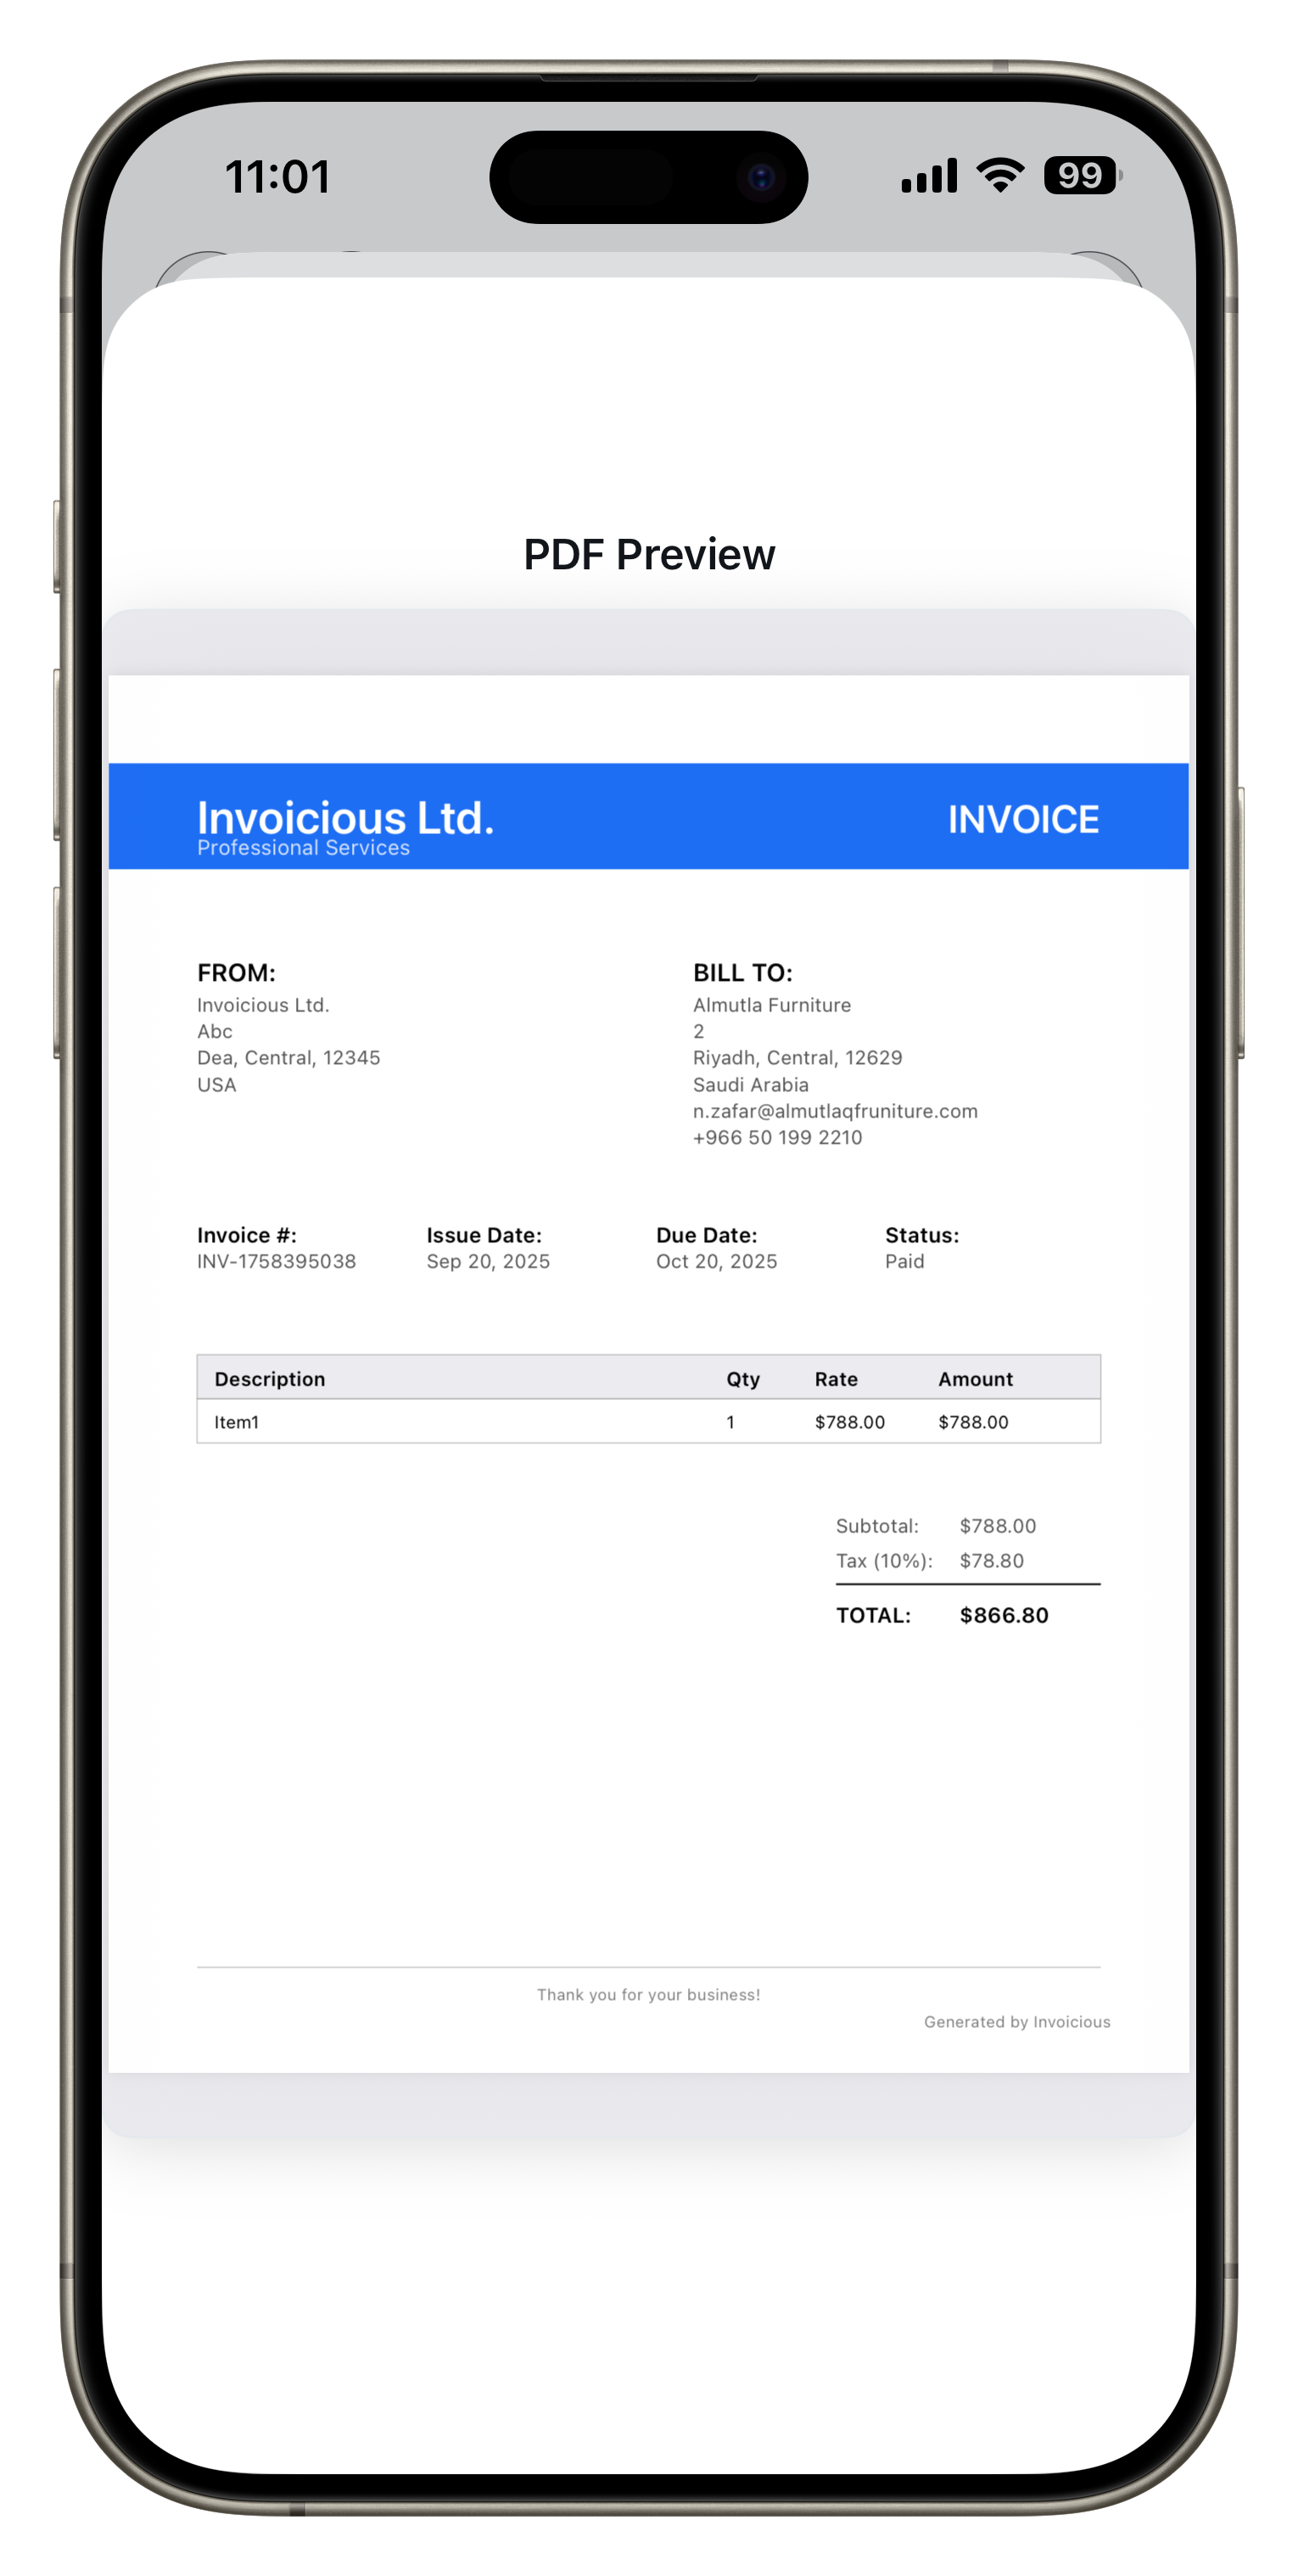 11:01
99
PDF Preview
Invoicious Ltd.
Professional Services
INVOICE
FROM:
Invoicious Ltd.
Abc
Dea, Central, 12345
USA
BILL TO:
Almutla Furniture
2
Riyadh, Central, 12629
Saudi Arabia
n.zafar@almutlaqfruniture.com
+966 50 199 2210
Invoice #: Issue Date: Due Date: Status:
INV-1758395038 Sep 20, 2025 Oct 20, 2025 Paid
Description Qty Rate Amount
Item1 1 $788.00 $788.00
Subtotal: $788.00
Tax (10%): $78.80
TOTAL: $866.80
Thank you for your business!
Generated by Invoicious